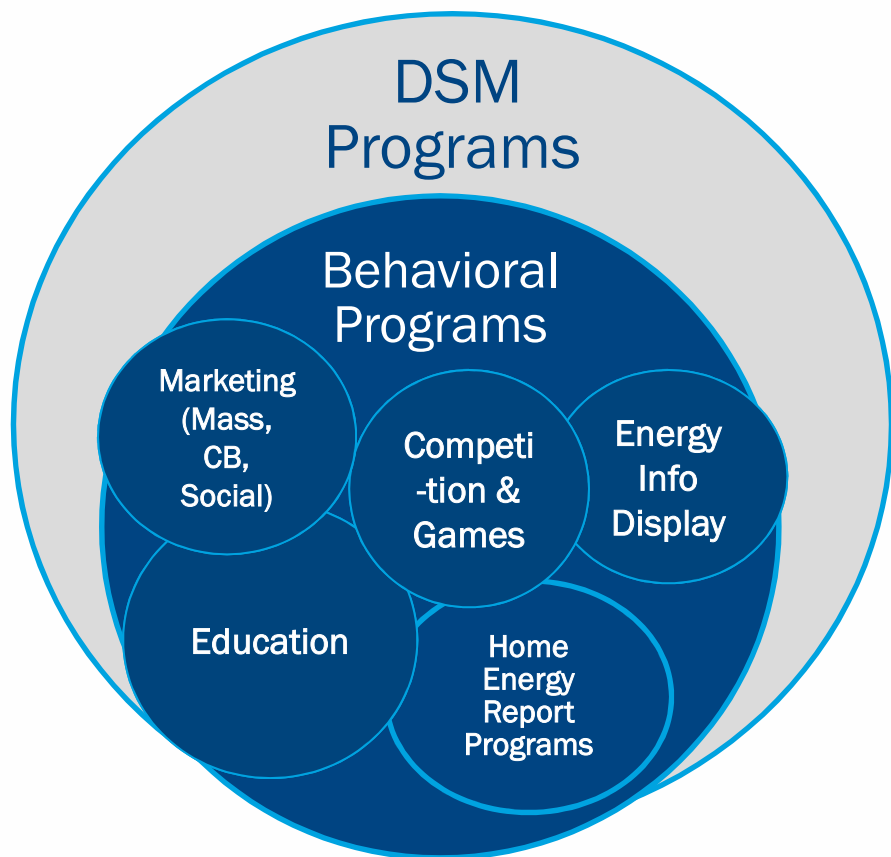 DSM
Programs
Behavioral
Programs
Marketing
(Mass,
CB,
Social)
Competi
-tion &
Games
Energy
Info
Display
Education
Home
Energy
Report
Programs